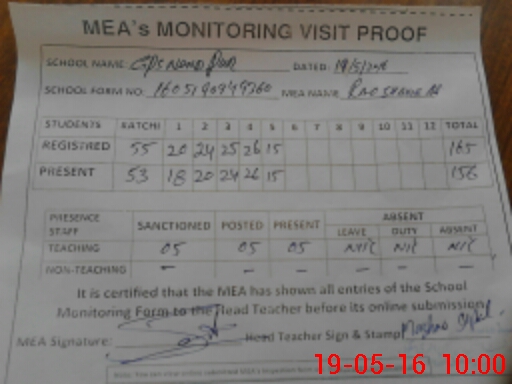 MEA's MONITORING VISIT PROOF
SCHOOL NAME: GPS DATED: 19/5/2016
SCHOOL FORM NO. MEA NAME:
STUDENTS KATCHI 1 2 3 4 5 6 7 8 9 10 11 12 TOTAL
REGISTRED 55 20 24 25 26 15 165
PRESENT 53 18 20 24 26 15 156
PRESENCE STAFF SANCTIONED POSTED PRESENT ABSENT
LEAVE DUTY ABSENT
TEACHING 05 05 05 NIL NIL NIL
NON-TEACHING - - - - - -
It is certified that the MEA has shown all entries of the School
Monitoring Form to the Head Teacher before its online submission
MEA Signature: Head Teacher Sign & Stamp
19-05-16 10:00